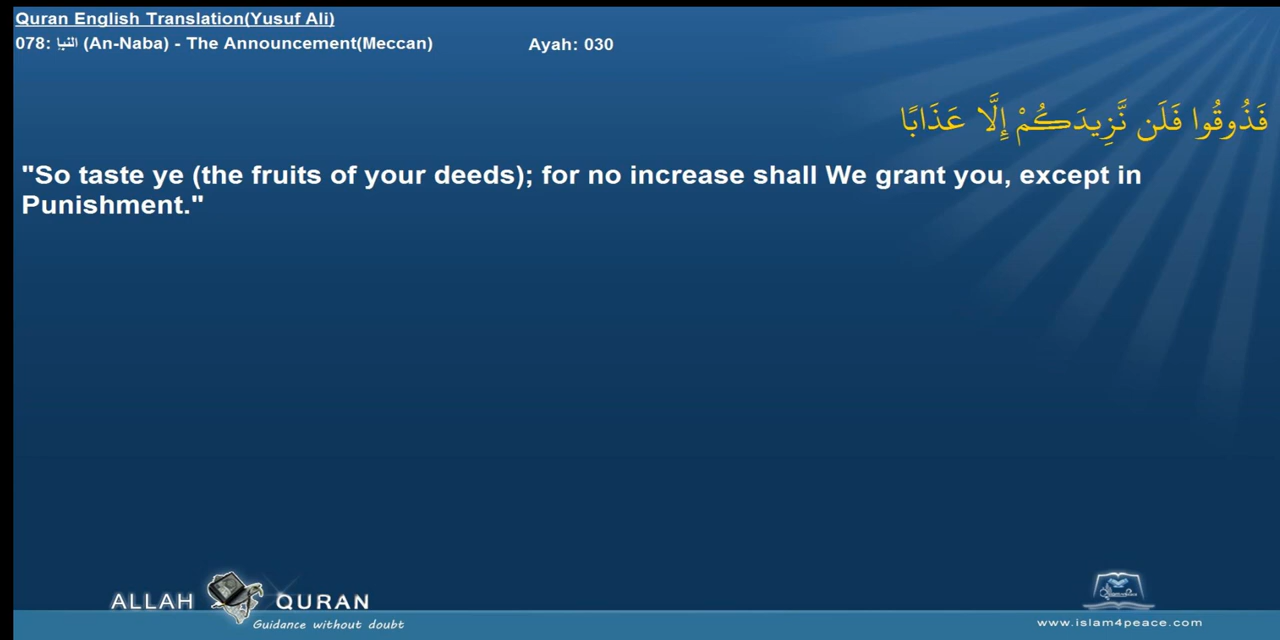 Quran English Translation(Yusuf Ali)
078: النبإ (An-Naba) - The Announcement(Meccan) Ayah: 030
فَذُوقُوا فَلَن نَّزِيدَكُمْ إِلَّا عَذَابًا
"So taste ye (the fruits of your deeds); for no increase shall We grant you, except in
Punishment."
ALLAH QURAN
Guidance without doubt
www.islam4peace.com